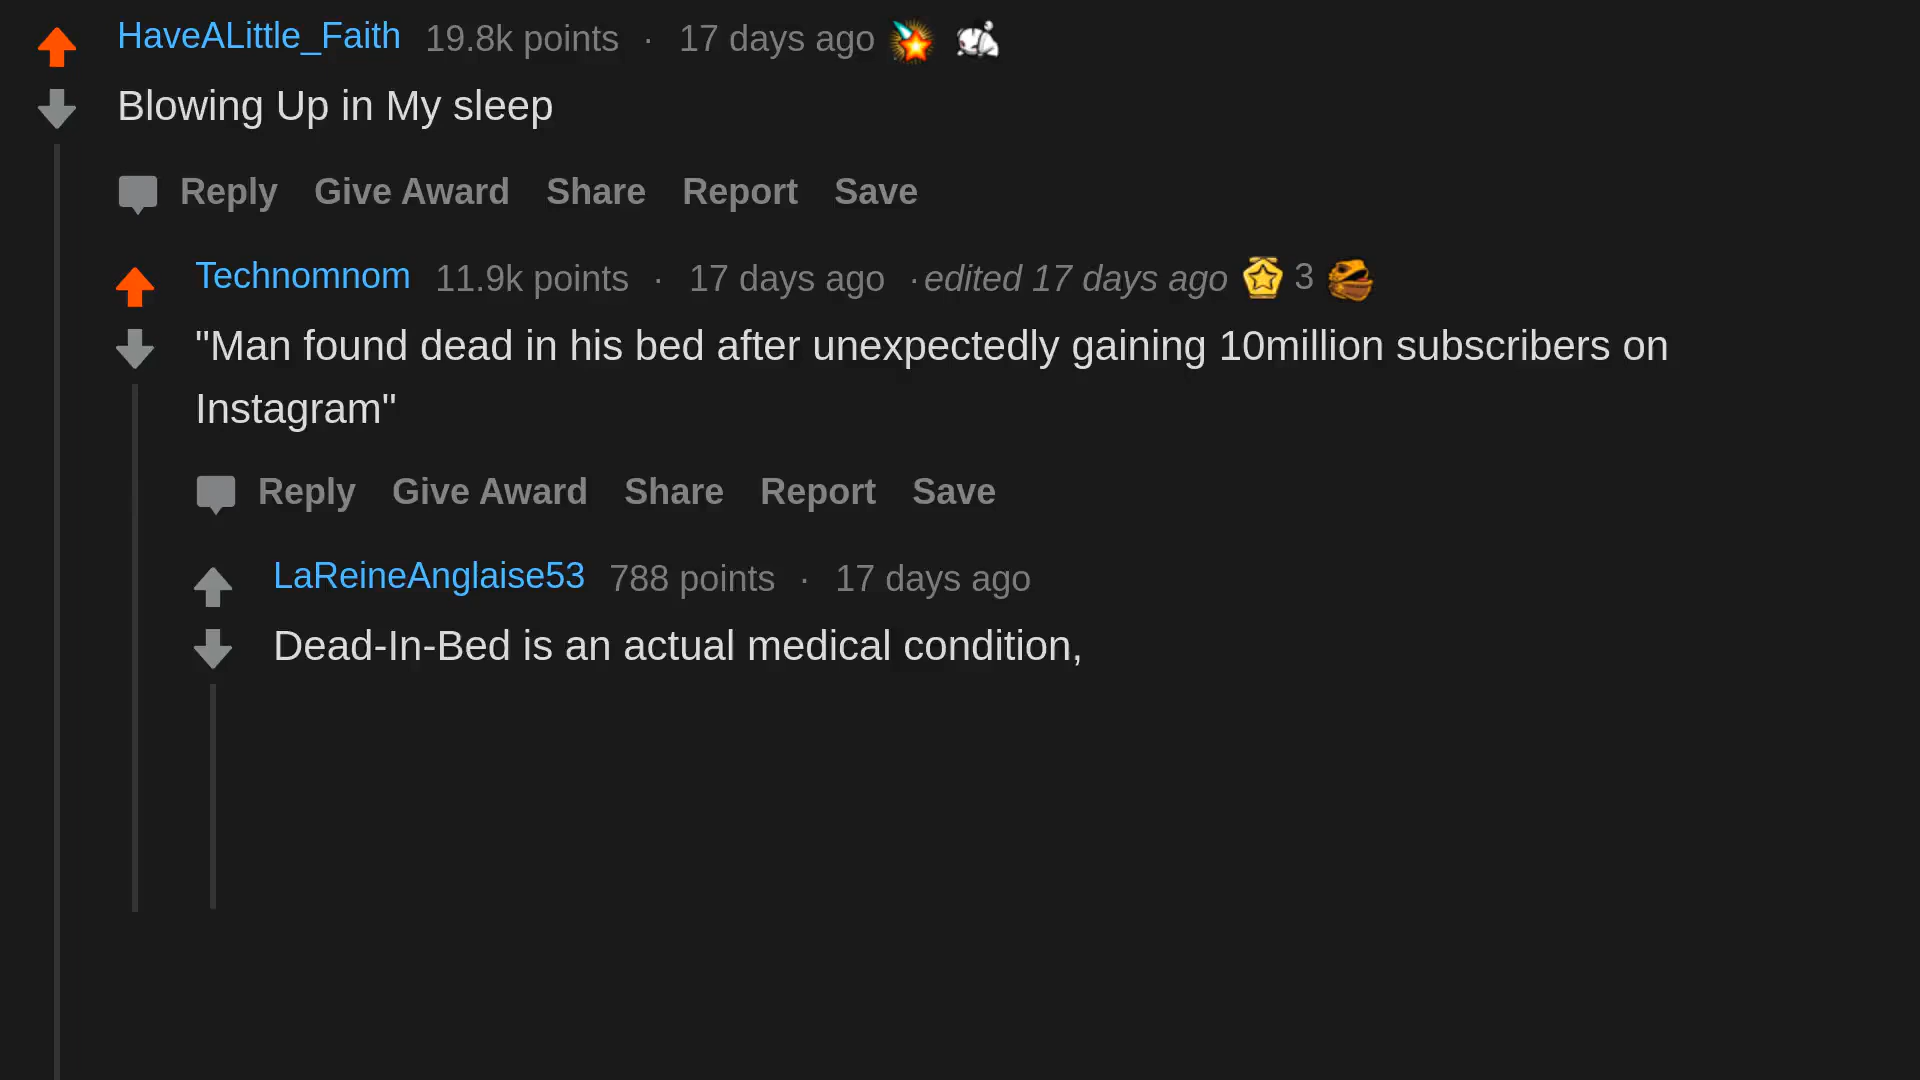 HaveALittle_Faith 19.8k points · 17 days ago
Blowing Up in My sleep
Reply Give Award Share Report Save
Technomnom 11.9k points · 17 days ago ·edited 17 days ago 3
"Man found dead in his bed after unexpectedly gaining 10million subscribers on
Instagram"
Reply Give Award Share Report Save
LaReineAnglaise53 788 points · 17 days ago
Dead-In-Bed is an actual medical condition,